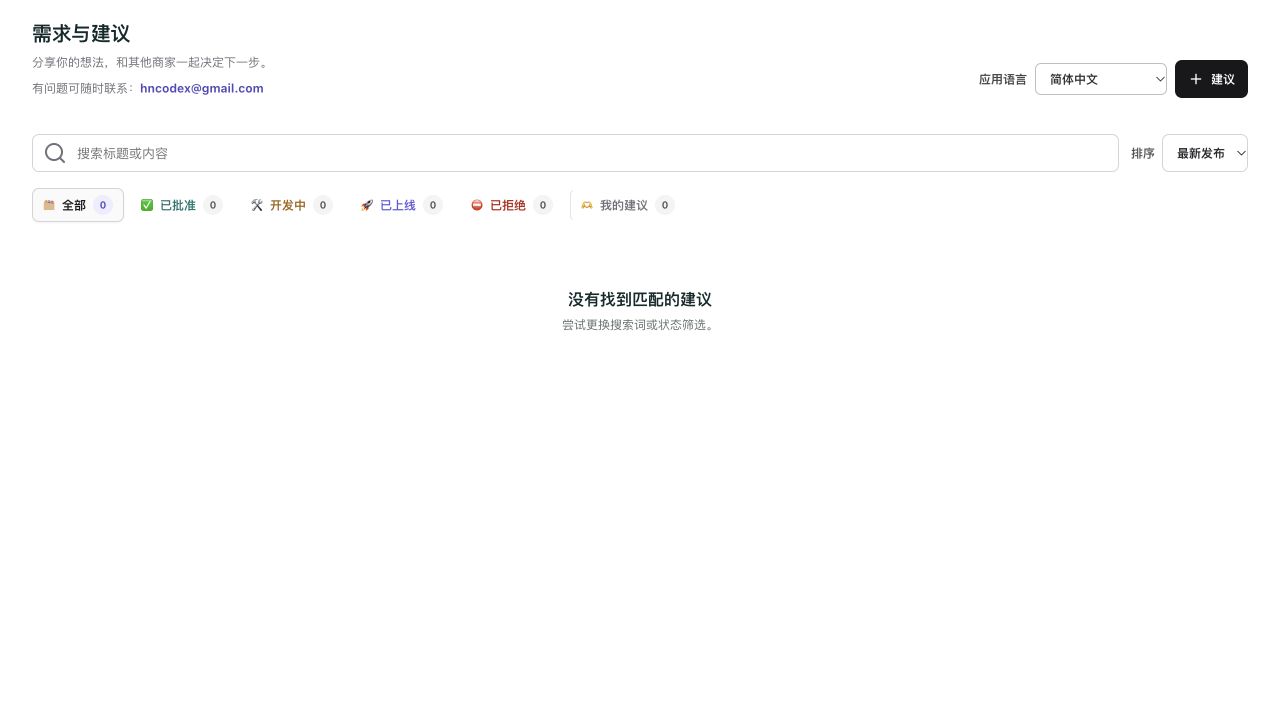 需求与建议
分享你的想法，和其他商家一起决定下一步。
有问题可随时联系：hncodex@gmail.com
应用语言 简体中文 建议
搜索标题或内容 排序 最新发布
全部 0 已批准 0 开发中 0 已上线 0 已拒绝 0 我的建议 0
没有找到匹配的建议
尝试更换搜索词或状态筛选。